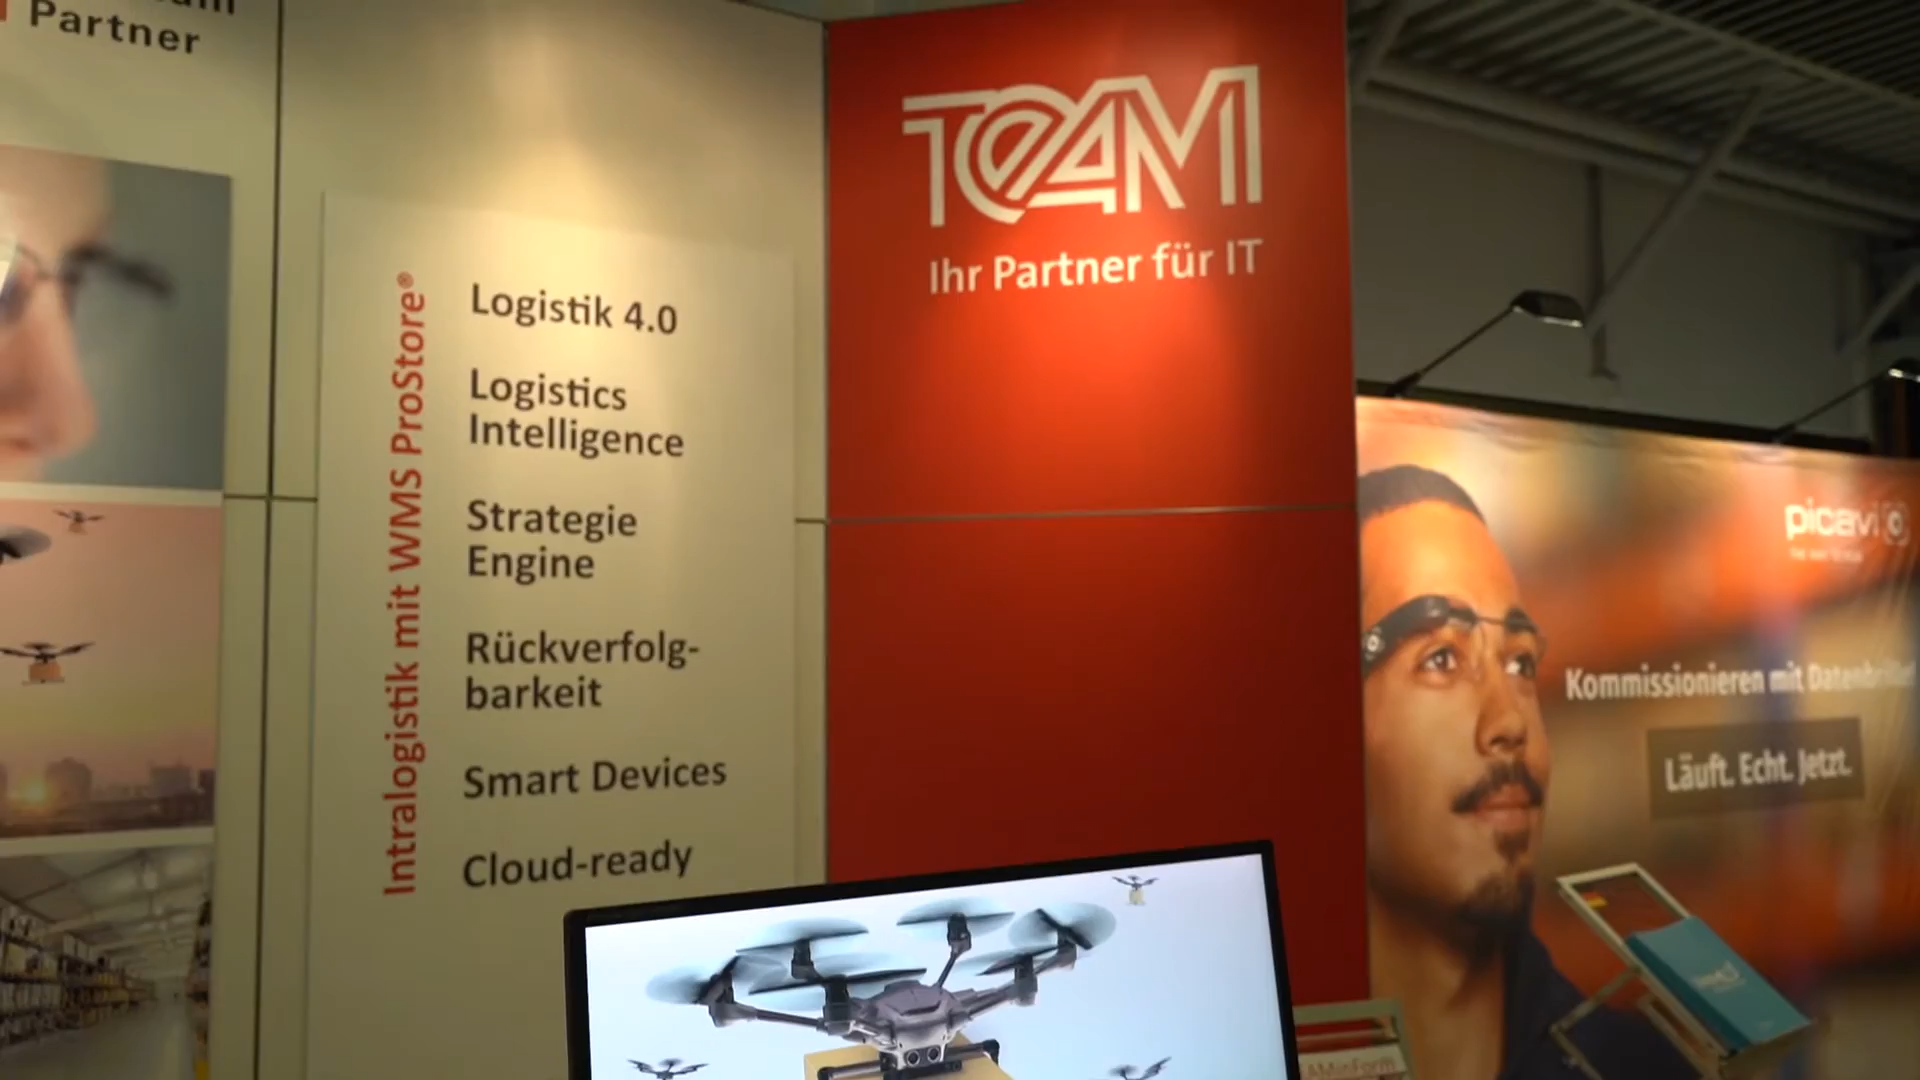 Partner
Intralogistik mit WMS ProStore®
Logistik 4.0
Logistics
Intelligence
Strategie
Engine
Rückverfolg-
barkeit
Smart Devices
Cloud-ready
TEAM
Ihr Partner für IT
picavi
Kommissionieren mit Datenbrille!
Läuft. Echt. Jetzt.